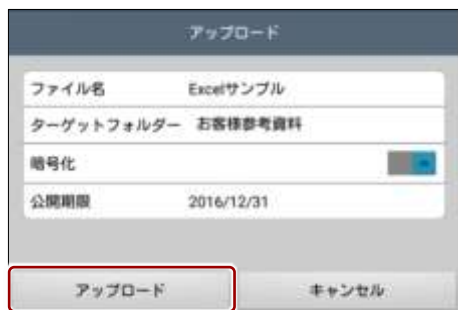 アップロード
ファイル名 Excelサンプル
ターゲットフォルダー お客様参考資料
暗号化
公開期限 2016/12/31
アップロード キャンセル